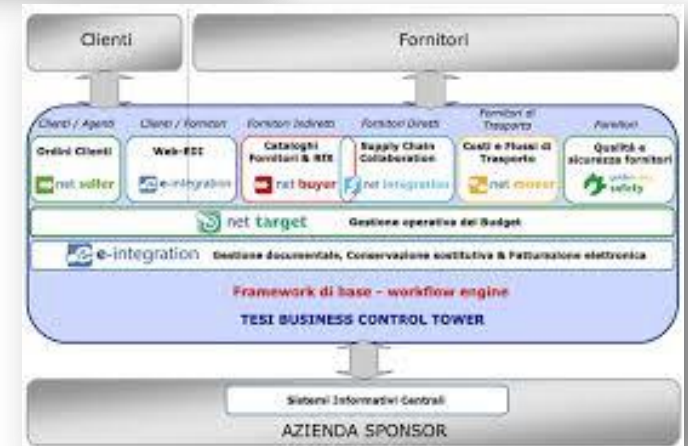 Clienti
Fornitori
Clienti / Agenti
Clienti / Fornitori
Fornitori Indiretti
Fornitori Diretti
Fornitori di
Trasporto
Fornitori
Ordini Clienti
Web-EDI
Cataloghi
Fornitori & RIX
Supply Chain
Collaboration
Costi e Flussi di
Trasporto
Qualità e
sicurezza fornitori
net seller
e-integration
net buyer
net integration
net mover
safety
net target
Gestione operativa del Budget
e-integration
Gestione documentale, Conservazione sostitutiva & Fatturazione elettronica
Framework di base - workflow engine
TESI BUSINESS CONTROL TOWER
Sistemi Informativi Centrali
AZIENDA SPONSOR